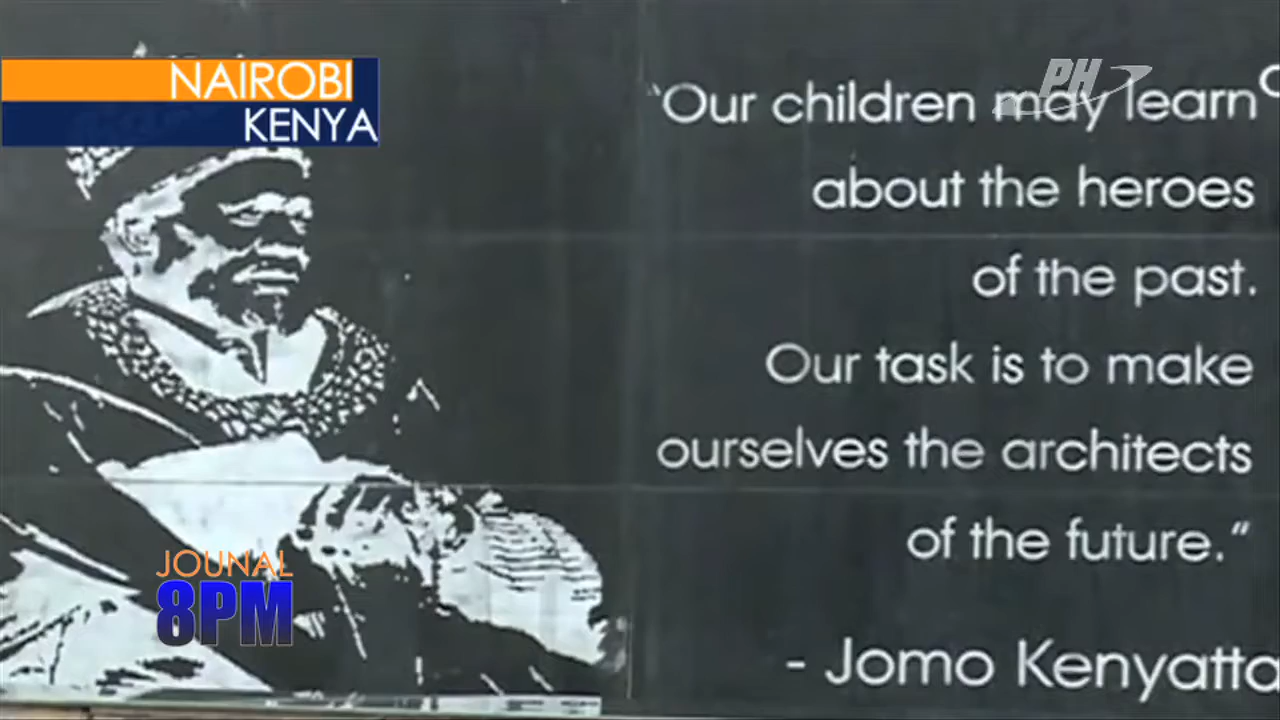 NAIROBI
KENYA
PH
"Our children may learn
about the heroes
of the past.
Our task is to make
ourselves the architects
of the future."
- Jomo Kenyatta
JOUNAL
8PM